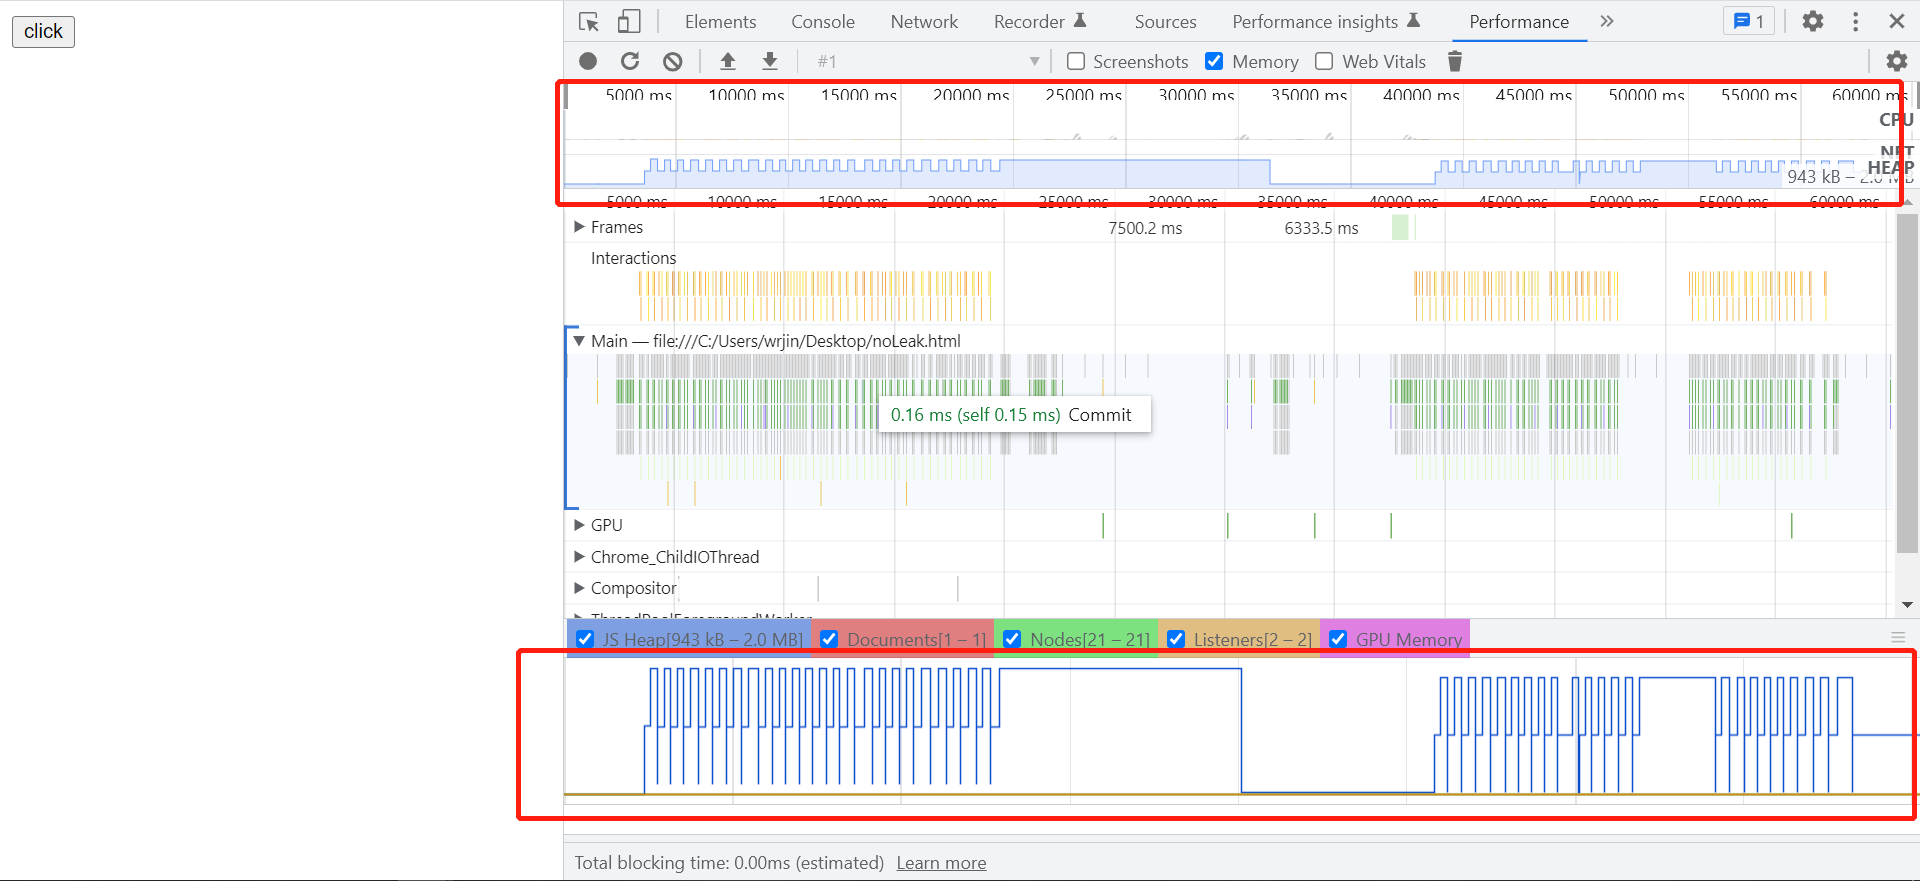 click
Elements Console Network Recorder Sources Performance insights Performance 1
#1 Screenshots Memory Web Vitals
5000 ms 10000 ms 15000 ms 20000 ms 25000 ms 30000 ms 35000 ms 40000 ms 45000 ms 50000 ms 55000 ms 60000 ms
CPU
NET
HEAP
943 kB – 2.0 MB
5000 ms 10000 ms 15000 ms 20000 ms 25000 ms 30000 ms 35000 ms 40000 ms 45000 ms 50000 ms 55000 ms 60000 ms
Frames 7500.2 ms 6333.5 ms
Interactions
Main — file:///C:/Users/wrjin/Desktop/noLeak.html
0.16 ms (self 0.15 ms) Commit
GPU
Chrome_ChildIOThread
Compositor
ThreadPoolForegroundWorker
JS Heap[943 kB – 2.0 MB] Documents[1 – 1] Nodes[21 – 21] Listeners[2 – 2] GPU Memory
Total blocking time: 0.00ms (estimated) Learn more